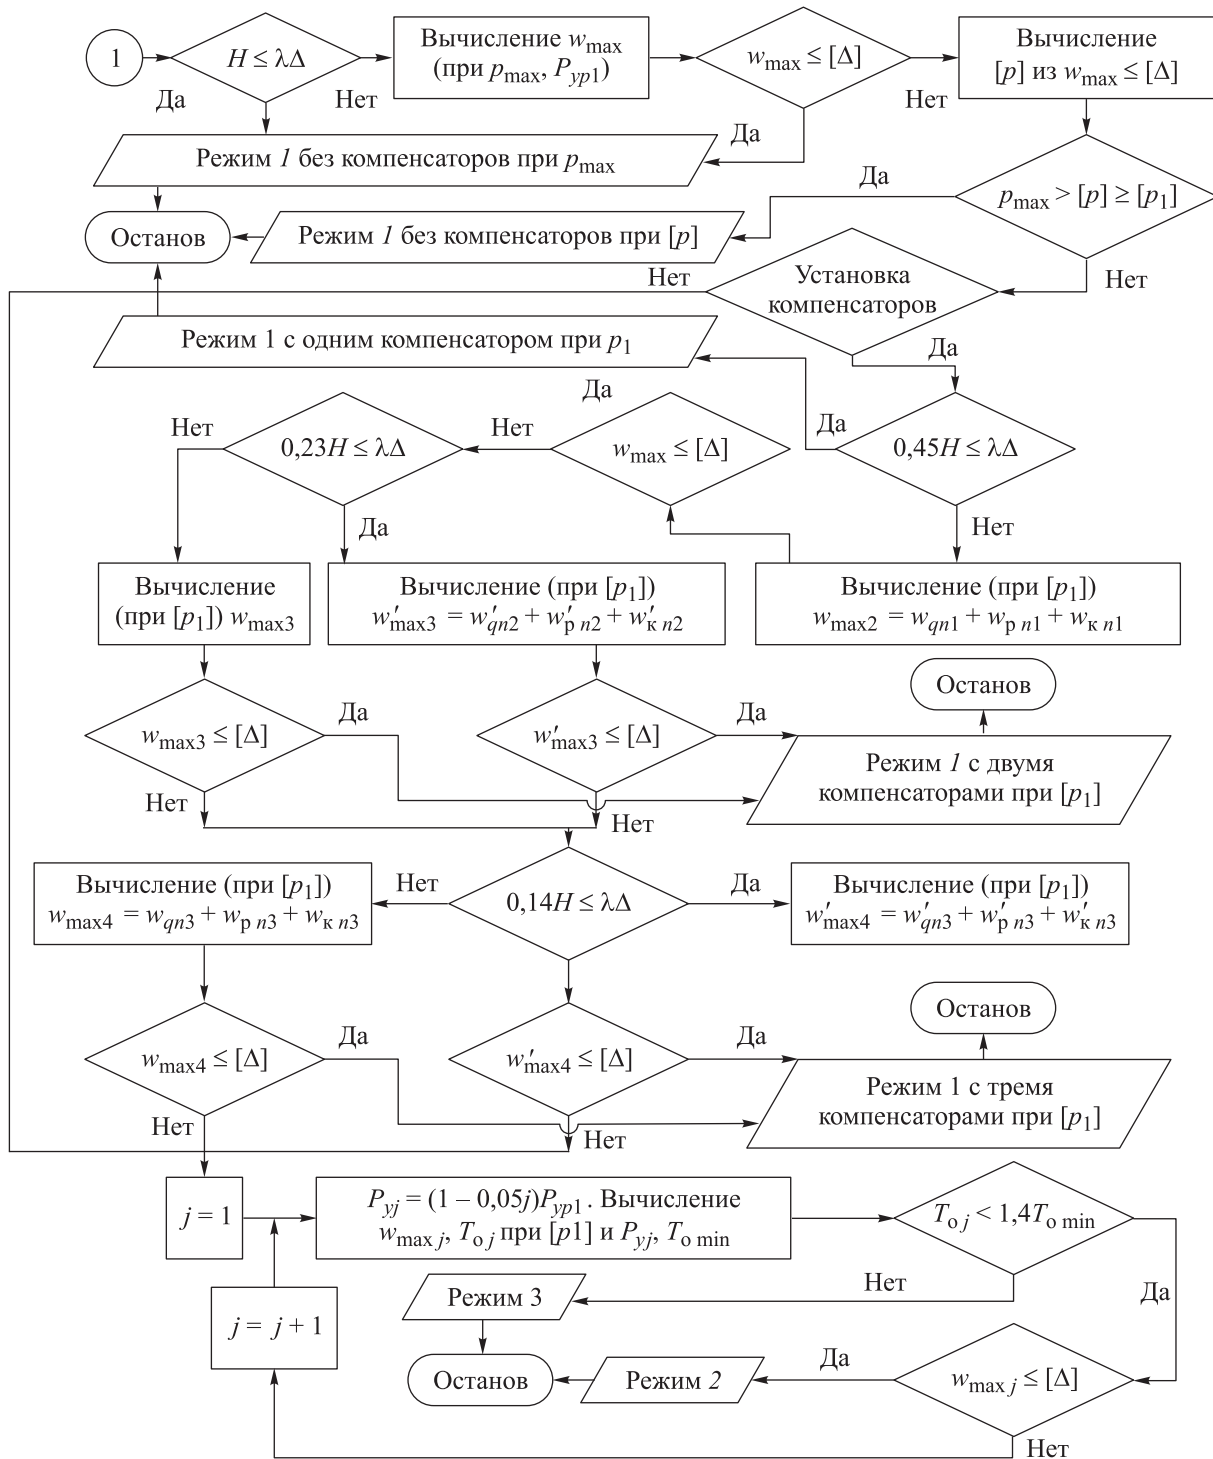 1
H ≤ λΔ
Вычисление w_max
(при p_max, P_yp1)
w_max ≤ [Δ]
Вычисление
[p] из w_max ≤ [Δ]
Да
Нет
Да
Нет
Режим 1 без компенсаторов при p_max
Да
p_max > [p] ≥ [p_1]
Останов
Режим 1 без компенсаторов при [p]
Нет
Установка
компенсаторов
Нет
Режим 1 с одним компенсатором при p_1
Да
Да
Нет
0,23H ≤ λΔ
Нет
w_max ≤ [Δ]
Да
0,45H ≤ λΔ
Да
Нет
Вычисление
(при [p_1]) w_max3
Вычисление (при [p_1])
w′_max3 = w′_qn2 + w′_р n2 + w′_к n2
Вычисление (при [p_1])
w_max2 = w_qn1 + w_р n1 + w_к n1
Останов
w_max3 ≤ [Δ]
Да
w′_max3 ≤ [Δ]
Да
Режим 1 с двумя
компенсаторами при [p_1]
Нет
Нет
Вычисление (при [p_1])
w_max4 = w_qn3 + w_р n3 + w_к n3
Нет
0,14H ≤ λΔ
Да
Вычисление (при [p_1])
w′_max4 = w′_qn3 + w′_р n3 + w′_к n3
Останов
w_max4 ≤ [Δ]
Да
w′_max4 ≤ [Δ]
Да
Режим 1 с тремя
компенсаторами при [p_1]
Нет
Нет
j = 1
P_yj = (1 – 0,05j)P_yp1. Вычисление
w_max j, T_о j при [p1] и P_yj, T_о min
T_о j < 1,4T_о min
Нет
Да
Режим 3
j = j + 1
Останов
Режим 2
Да
w_max j ≤ [Δ]
Нет